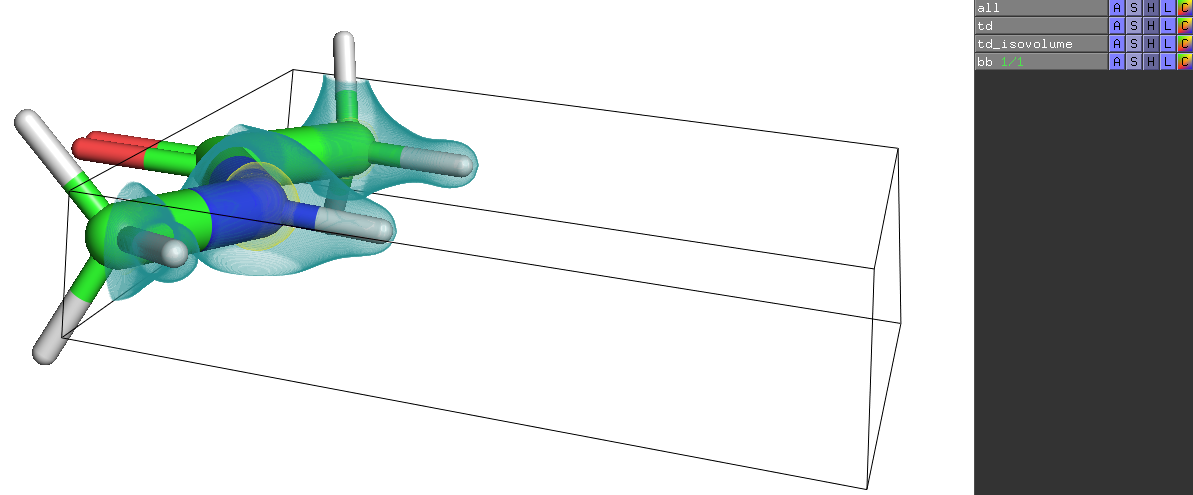 all A S H L C
td A S H L C
td_isovolume A S H L C
bb 1/1 A S H L C